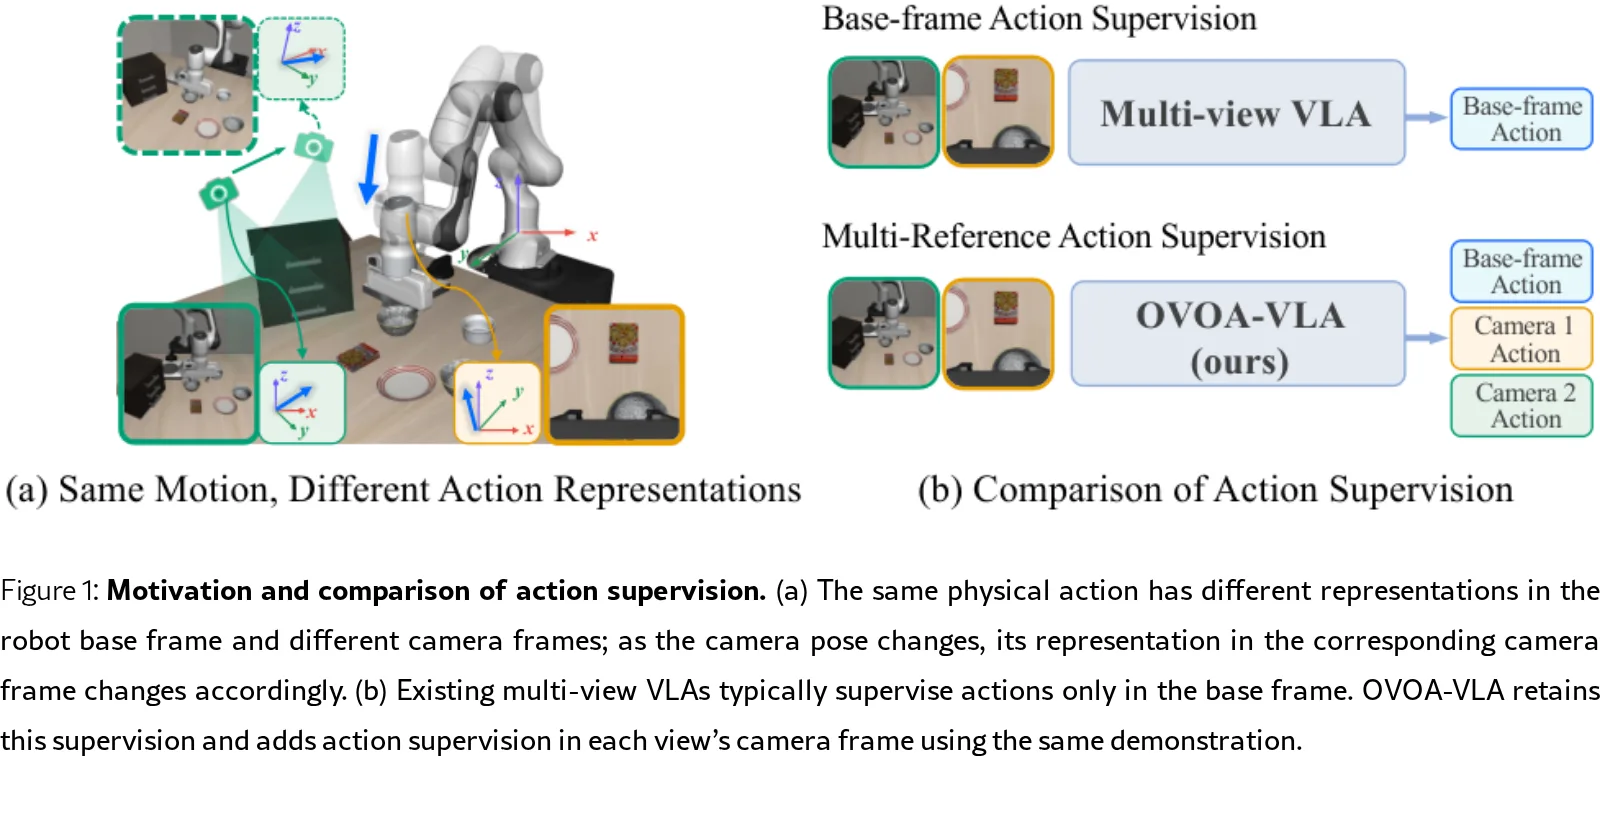 Base-frame Action Supervision
z
x
y
Multi-view VLA
Base-frame
Action
z
x
y
Multi-Reference Action Supervision
OVOA-VLA
(ours)
Base-frame
Action
Camera 1
Action
Camera 2
Action
z
x
y
z
y
x
(a) Same Motion, Different Action Representations
(b) Comparison of Action Supervision
Figure 1: Motivation and comparison of action supervision. (a) The same physical action has different representations in the
robot base frame and different camera frames; as the camera pose changes, its representation in the corresponding camera
frame changes accordingly. (b) Existing multi-view VLAs typically supervise actions only in the base frame. OVOA-VLA retains
this supervision and adds action supervision in each view’s camera frame using the same demonstration.